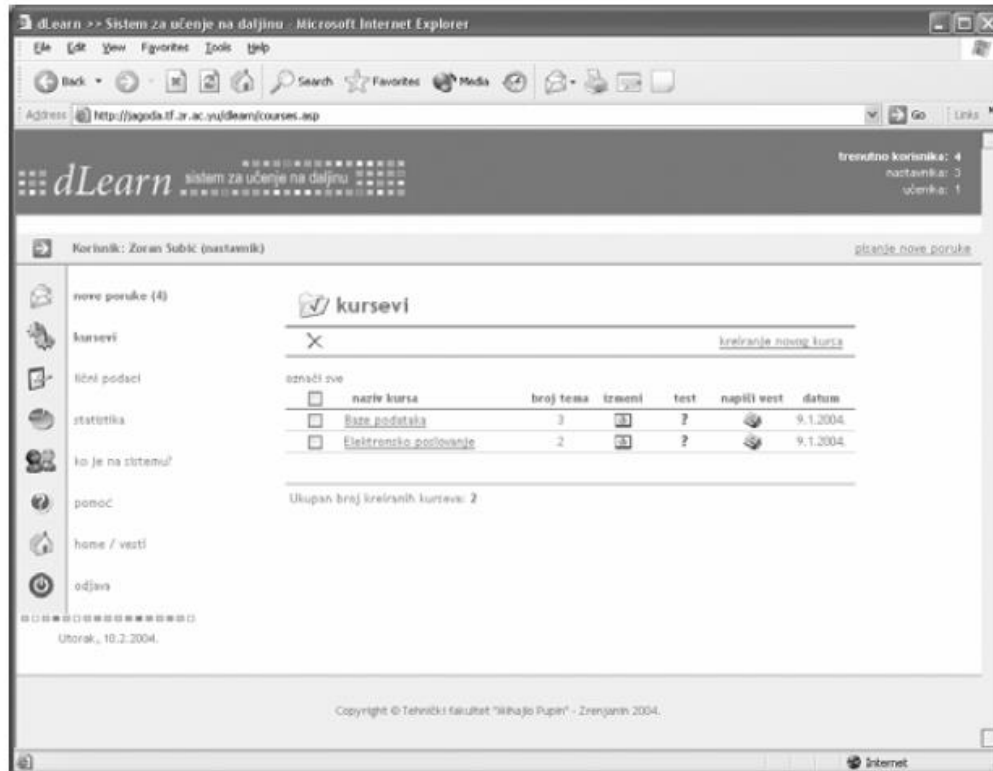 dLearn >> Sistem za učenje na daljinu - Microsoft Internet Explorer
File Edit View Favorites Tools Help
Back Search Favorites Media
Address http://jagoda.tf.zr.ac.yu/dlearn/courses.asp Go Links
trenutno korisnika: 4
nastavnika: 3
učenika: 1
dLearn sistem za učenje na daljinu
Korisnik: Zoran Subić (nastavnik) pisanje nove poruke
nove poruke (4)
kursevi
lični podaci
statistika
ko je na sistemu?
pomoć
home / vesti
odjava
Utorak, 10.2.2004.
kursevi
kreiranje novog kursa
označi sve
naziv kursa broj tema izmeni test napiši vest datum
Baze podataka 3 ? 9.1.2004.
Elektronsko poslovanje 2 ? 9.1.2004.
Ukupan broj kreiranih kurseva: 2
Copyright © Tehnički fakultet "Mihajlo Pupin" - Zrenjanin 2004.
Internet